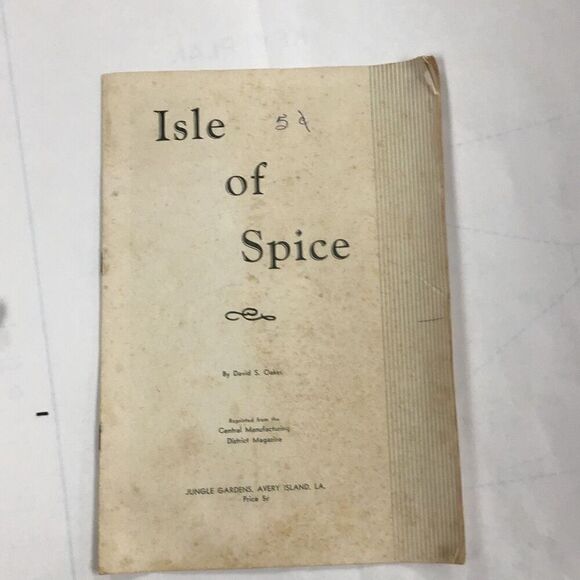 Isle 5¢
of
Spice
By David S. Oakes
Reprinted from the
Central Manufacturing
District Magazine
JUNGLE GARDENS, AVERY ISLAND, LA.
Price 5c